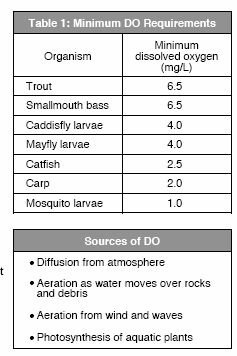 Table 1: Minimum DO Requirements
Organism
Minimum
dissolved oxygen
(mg/L)
Trout 6.5
Smallmouth bass 6.5
Caddisfly larvae 4.0
Mayfly larvae 4.0
Catfish 2.5
Carp 2.0
Mosquito larvae 1.0
Sources of DO
• Diffusion from atmosphere
t
• Aeration as water moves over rocks
and debris
• Aeration from wind and waves
• Photosynthesis of aquatic plants